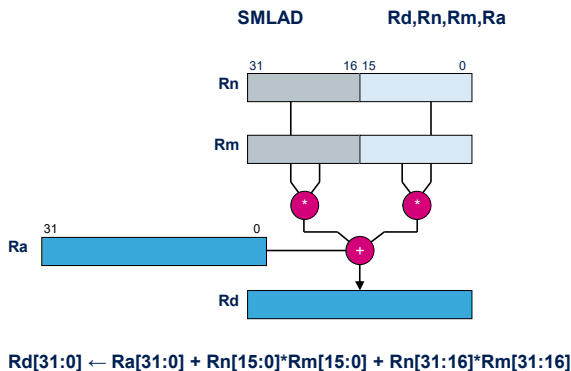 SMLAD Rd,Rn,Rm,Ra
31 16 15 0
Rn
Rm
* *
31 0
Ra
+
Rd
Rd[31:0] ← Ra[31:0] + Rn[15:0]*Rm[15:0] + Rn[31:16]*Rm[31:16]